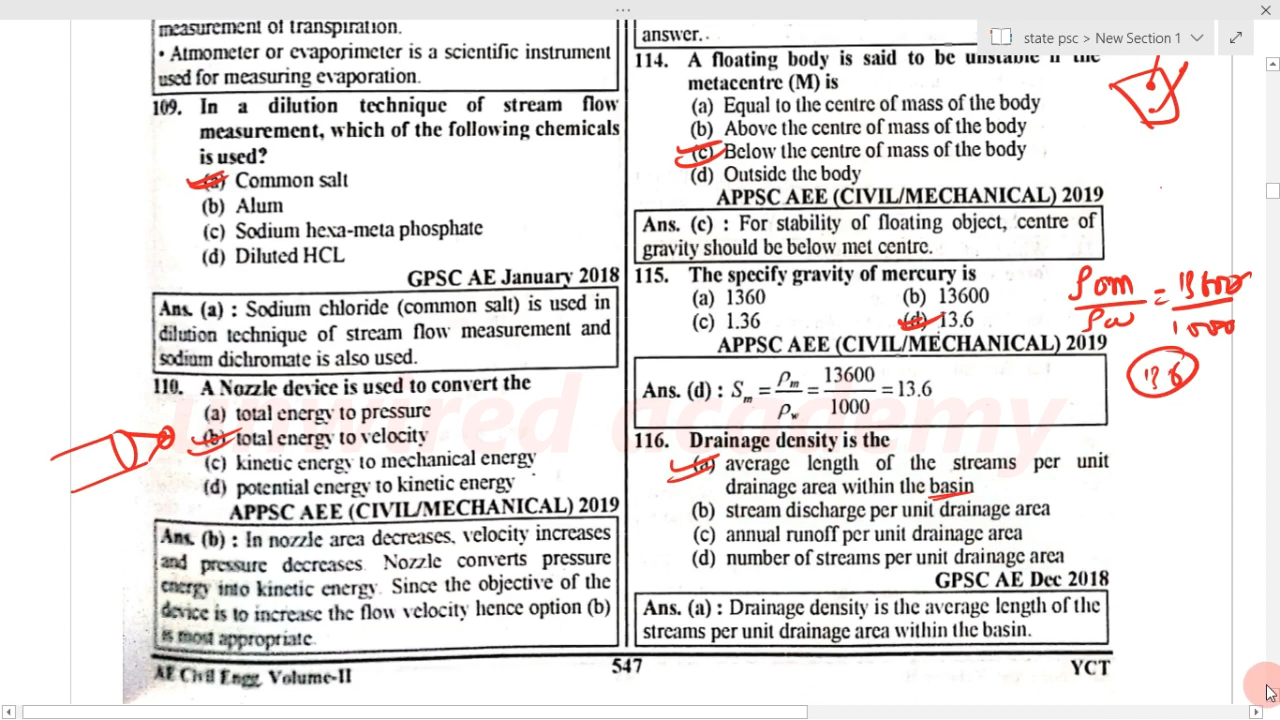 state psc > New Section 1
measurement of transpiration.
• Atmometer or evaporimeter is a scientific instrument
used for measuring evaporation.
109. In a dilution technique of stream flow
measurement, which of the following chemicals
is used?
(a) Common salt
(b) Alum
(c) Sodium hexa-meta phosphate
(d) Diluted HCL
GPSC AE January 2018
Ans. (a) : Sodium chloride (common salt) is used in
dilution technique of stream flow measurement and
sodium dichromate is also used.
110. A Nozzle device is used to convert the
(a) total energy to pressure
(b) total energy to velocity
(c) kinetic energy to mechanical energy
(d) potential energy to kinetic energy
APPSC AEE (CIVIL/MECHANICAL) 2019
Ans. (b) : In nozzle area decreases, velocity increases
and pressure decreases. Nozzle converts pressure
energy into kinetic energy. Since the objective of the
device is to increase the flow velocity hence option (b)
is most appropriate.
answer.
114. A floating body is said to be unstable if the
metacentre (M) is
(a) Equal to the centre of mass of the body
(b) Above the centre of mass of the body
(c) Below the centre of mass of the body
(d) Outside the body
APPSC AEE (CIVIL/MECHANICAL) 2019
Ans. (c) : For stability of floating object, centre of
gravity should be below met centre.
115. The specify gravity of mercury is
(a) 1360 (b) 13600
(c) 1.36 (d) 13.6
APPSC AEE (CIVIL/MECHANICAL) 2019
Ans. (d) : Sm = ρm/ρw = 13600/1000 = 13.6
116. Drainage density is the
(a) average length of the streams per unit
drainage area within the basin
(b) stream discharge per unit drainage area
(c) annual runoff per unit drainage area
(d) number of streams per unit drainage area
GPSC AE Dec 2018
Ans. (a) : Drainage density is the average length of the
streams per unit drainage area within the basin.
= 13600
1000
13.6
unwired academy
AE Civil Engg. Volume-II 547 YCT